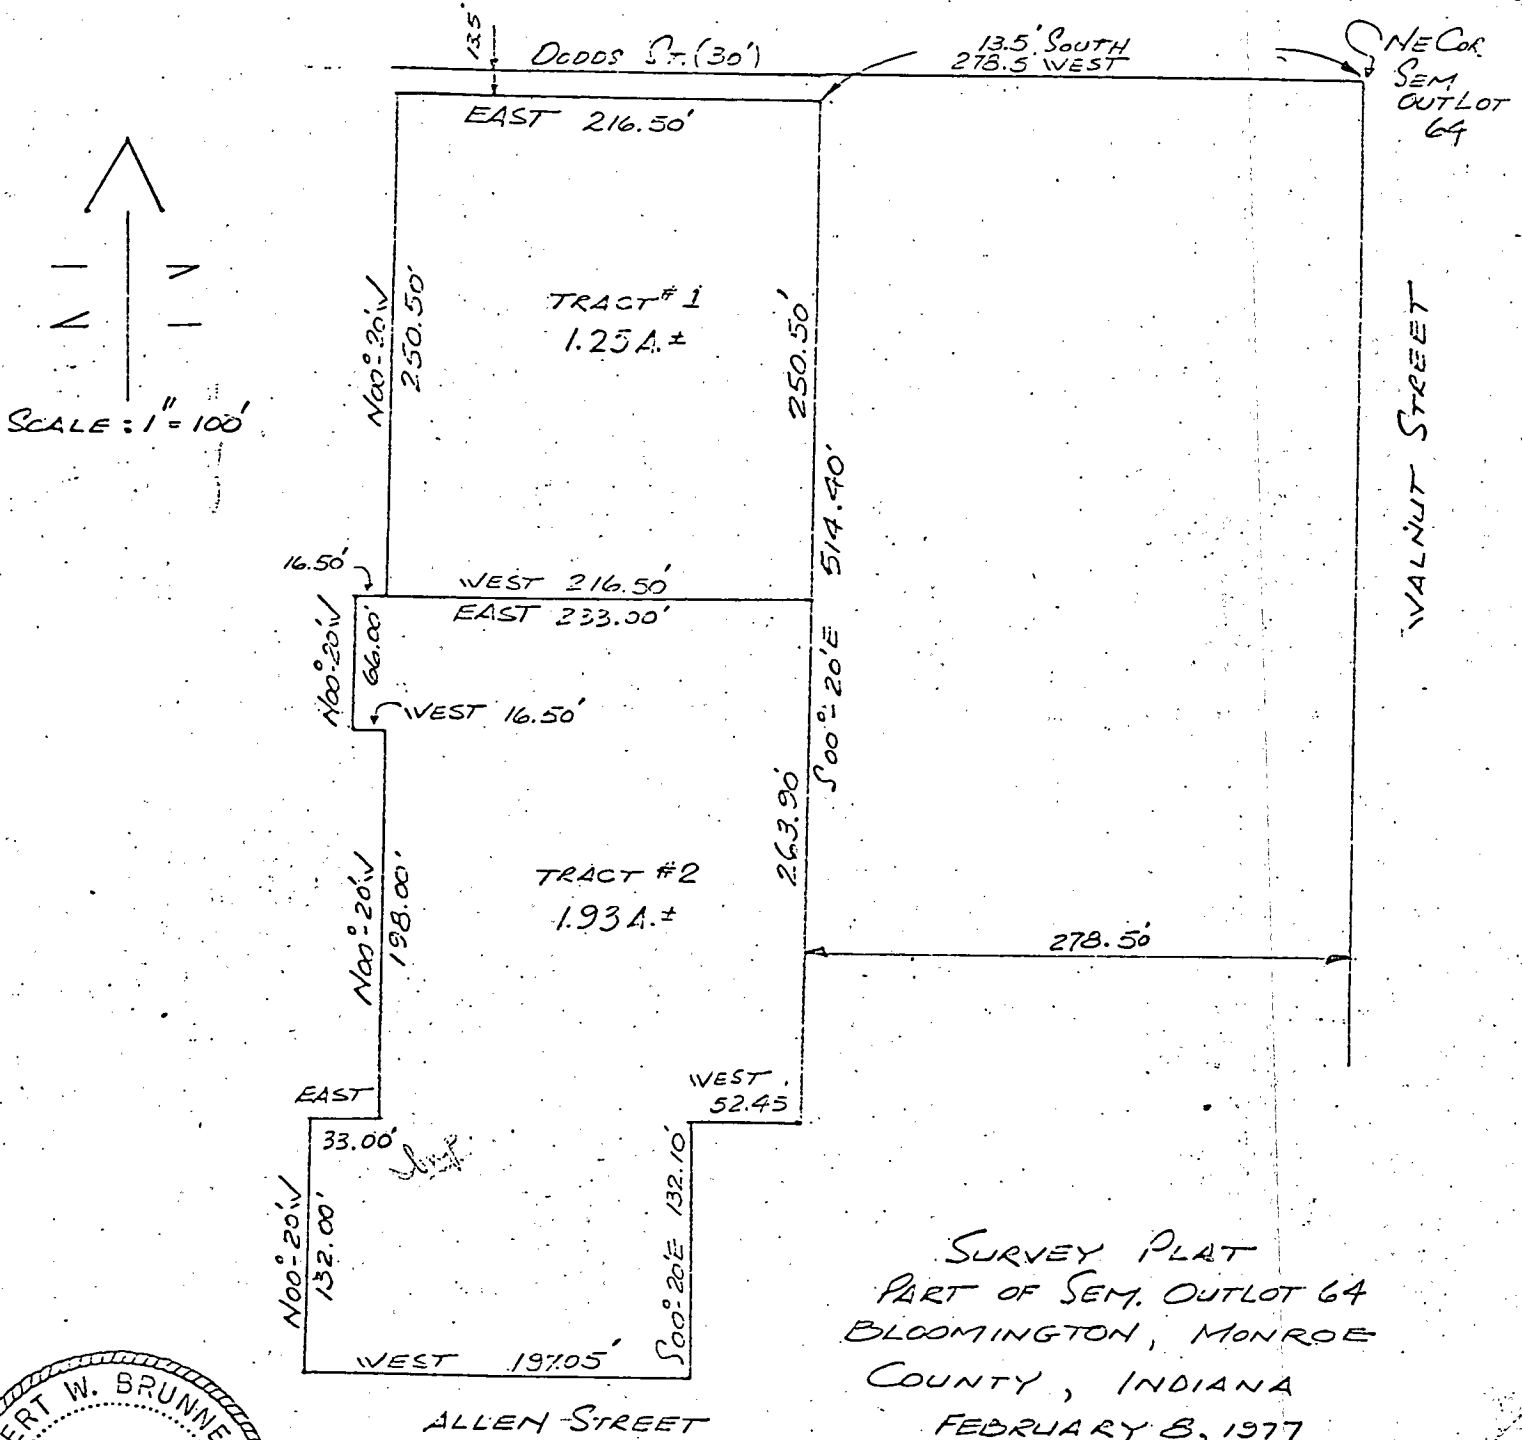 13.5'
DODDS ST. (30')
13.5' SOUTH
278.5' WEST
NE COR
SEM
OUTLOT
64
EAST 216.50'
N
SCALE : 1" = 100'
N00°-20'W
250.50'
TRACT # 1
1.25 A. ±
250.50'
WALNUT STREET
514.40'
S00°-20'E
16.50'
WEST 216.50'
EAST 233.00'
N00°-20'W
66.00'
WEST 16.50'
263.90'
TRACT #2
1.93 A. ±
N00°-20'W
198.00'
278.50'
EAST
33.00'
WEST
52.45
N00°-20'W
132.00'
S00°-20'E 132.10'
WEST 197.05'
ALLEN STREET
SURVEY PLAT
PART OF SEM. OUTLOT 64
BLOOMINGTON, MONROE
COUNTY, INDIANA
FEBRUARY 8, 1977
ERT W. BRUNNE